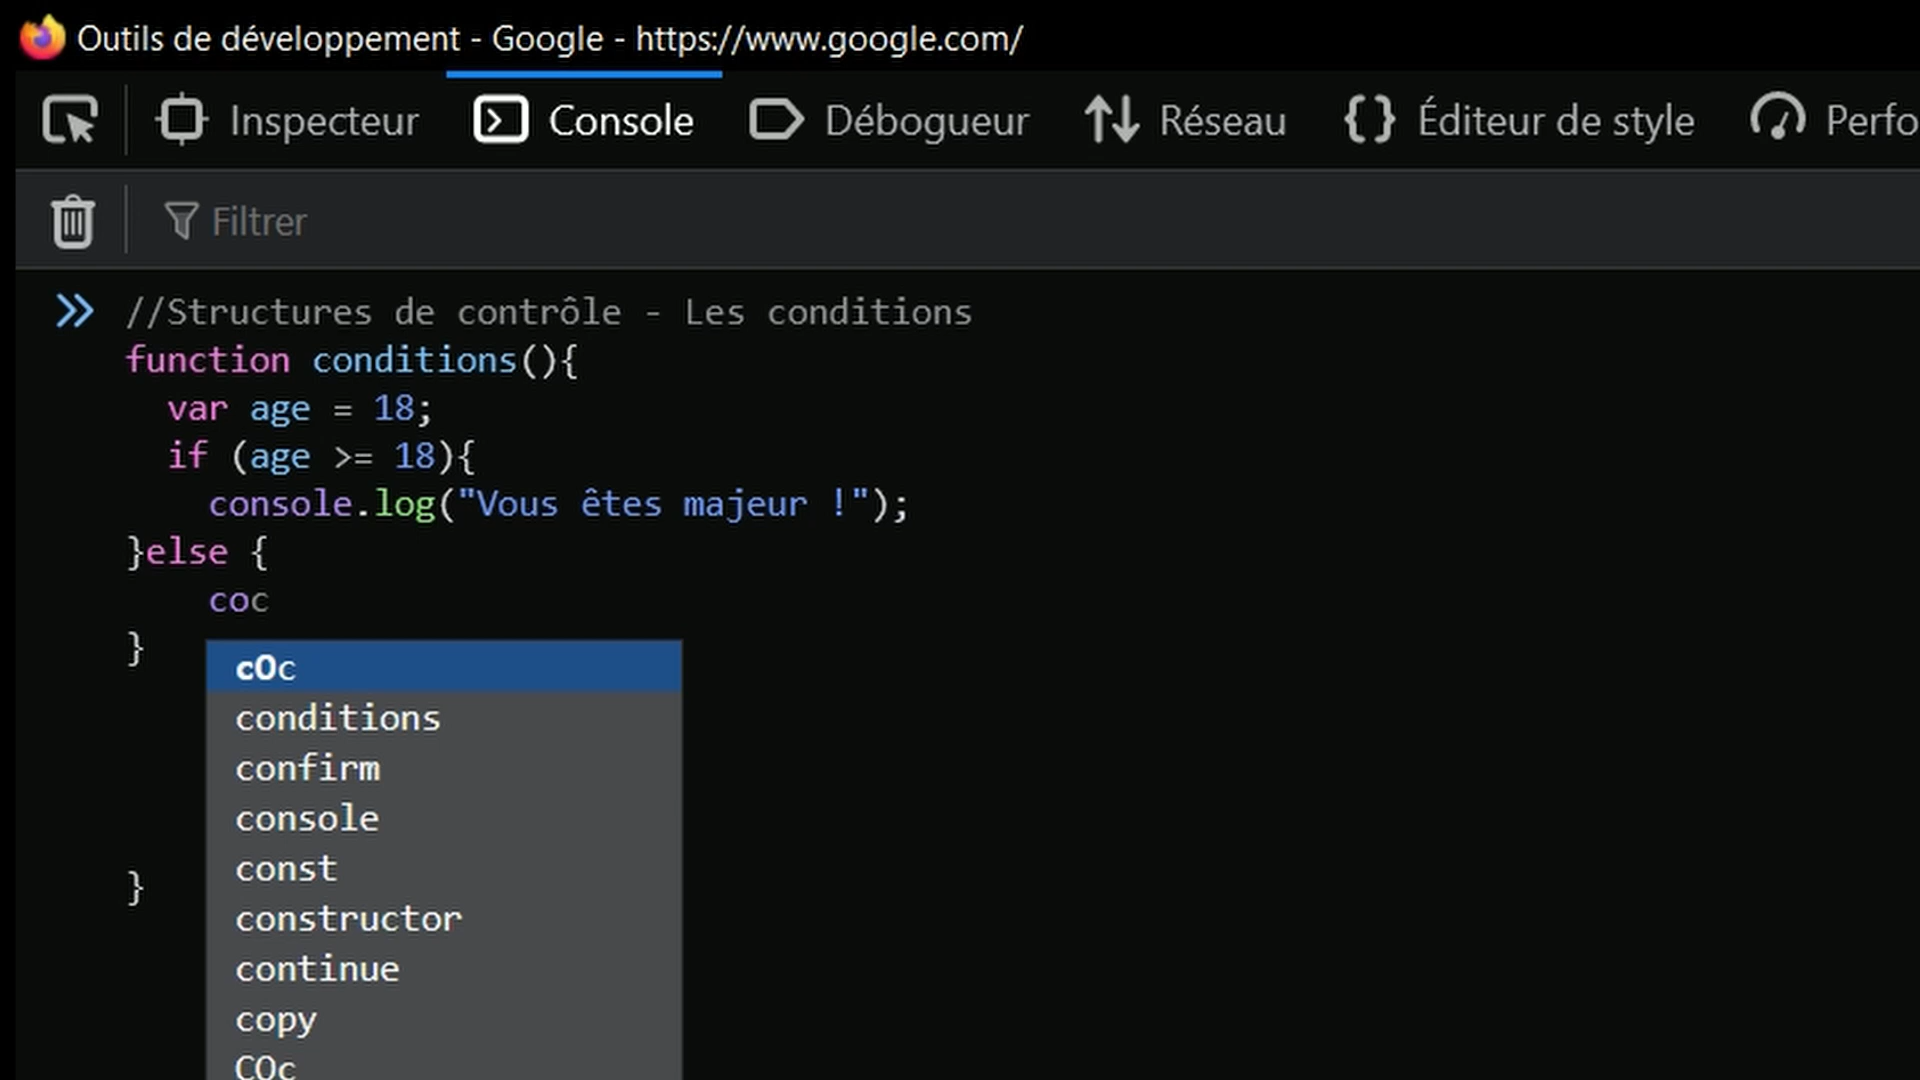 Outils de développement - Google - https://www.google.com/
Inspecteur Console Débogueur Réseau Éditeur de style Perfo
Filtrer
//Structures de contrôle - Les conditions
function conditions(){
var age = 18;
if (age >= 18){
console.log("Vous êtes majeur !");
}else {
coc
}
cOc
conditions
confirm
console
const
}
constructor
continue
copy
COc